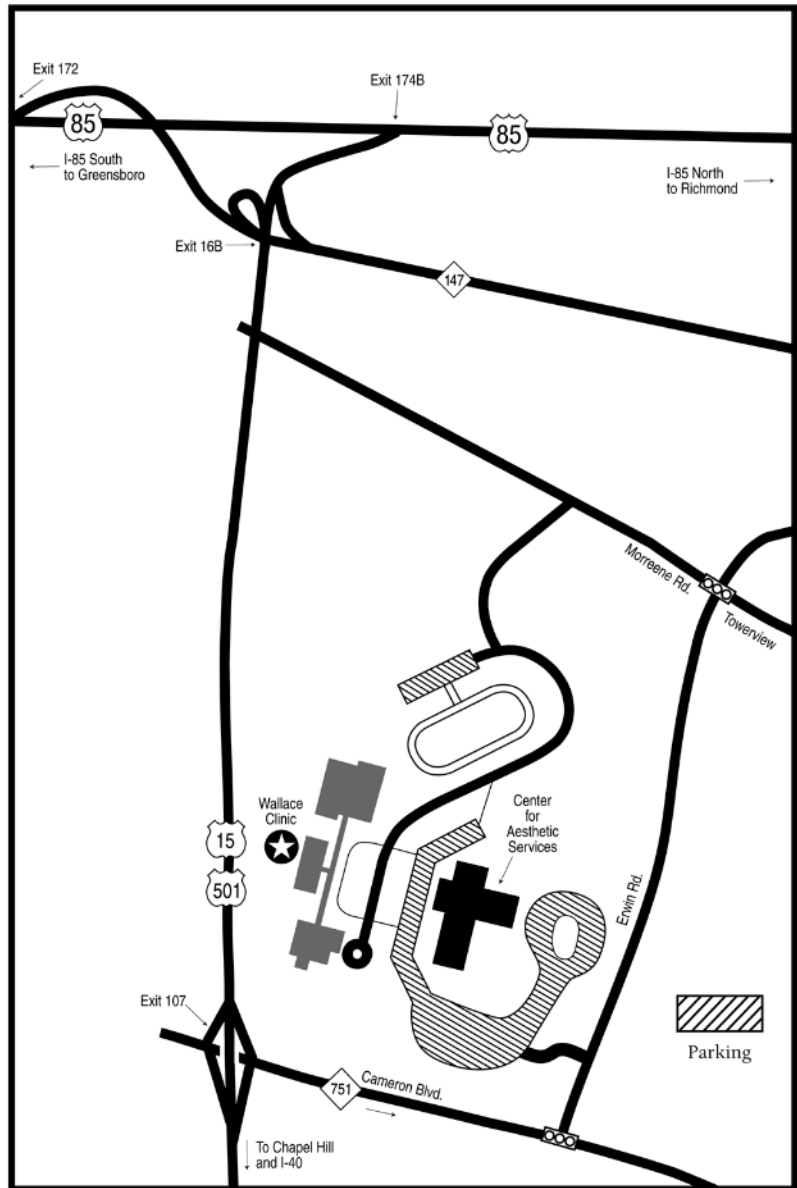 Exit 172
Exit 174B
85
85
I-85 South
to Greensboro
I-85 North
to Richmond
Exit 16B
147
Morreene Rd.
Towerview
Wallace
Clinic
Center
for
Aesthetic
Services
15
501
Erwin Rd.
Exit 107
Parking
751
Cameron Blvd.
To Chapel Hill
and I-40